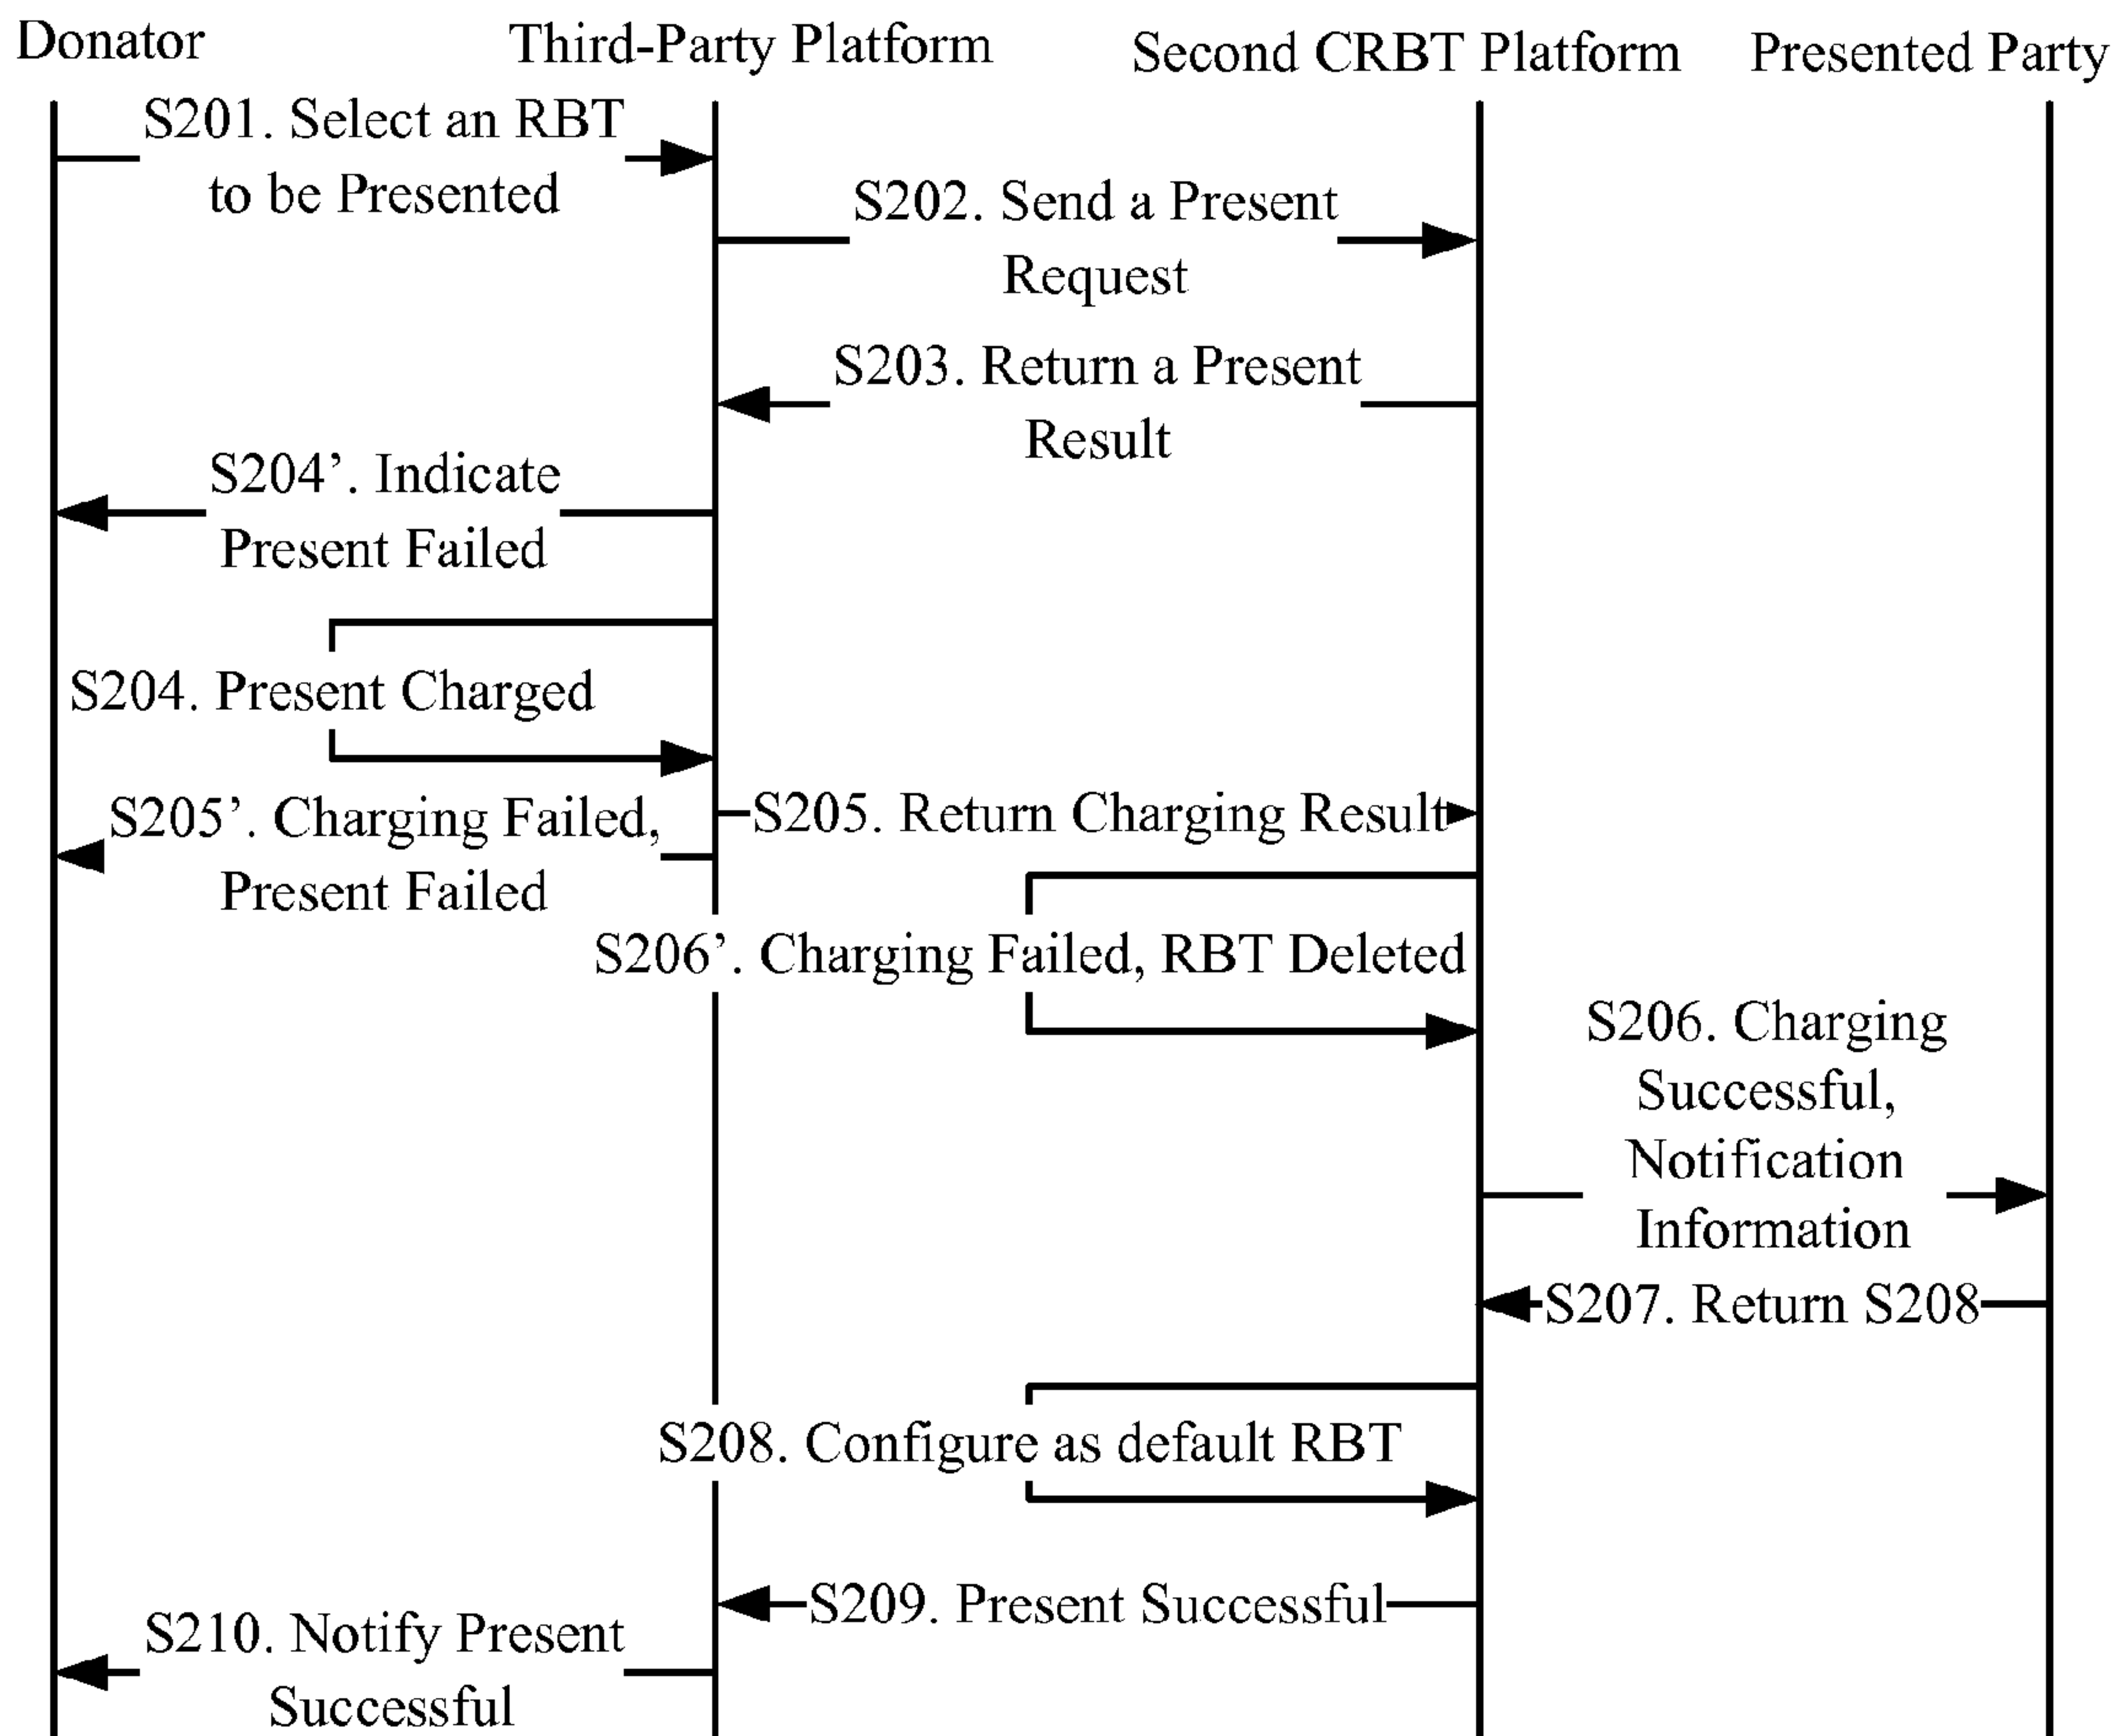 Donator
Third-Party Platform
Second CRBT Platform
Presented Party
S201. Select an RBT
to be Presented
S202. Send a Present
Request
S203. Return a Present
Result
S204’. Indicate
Present Failed
S204. Present Charged
S205’. Charging Failed,
Present Failed
S205. Return Charging Result
S206’. Charging Failed, RBT Deleted
S206. Charging
Successful,
Notification
Information
S207. Return S208
S208. Configure as default RBT
S209. Present Successful
S210. Notify Present
Successful